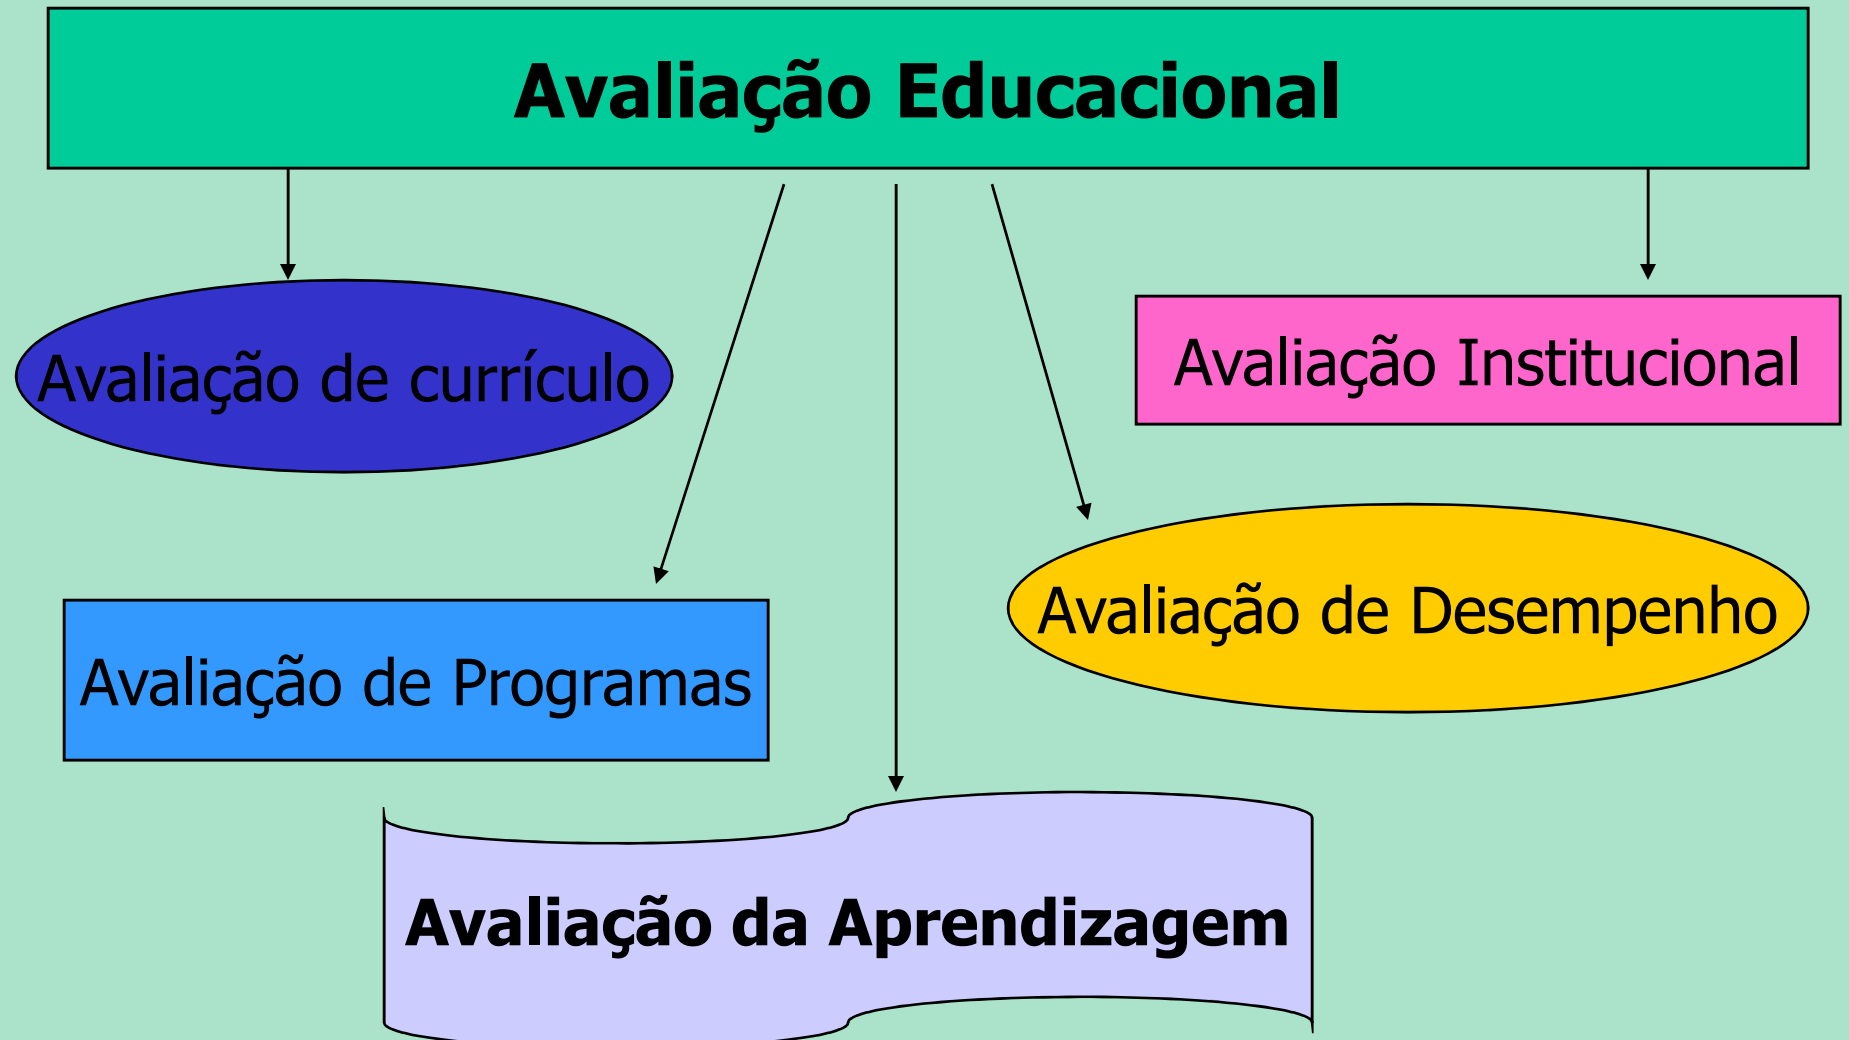 Avaliação Educacional
Avaliação de currículo
Avaliação Institucional
Avaliação de Desempenho
Avaliação de Programas
Avaliação da Aprendizagem